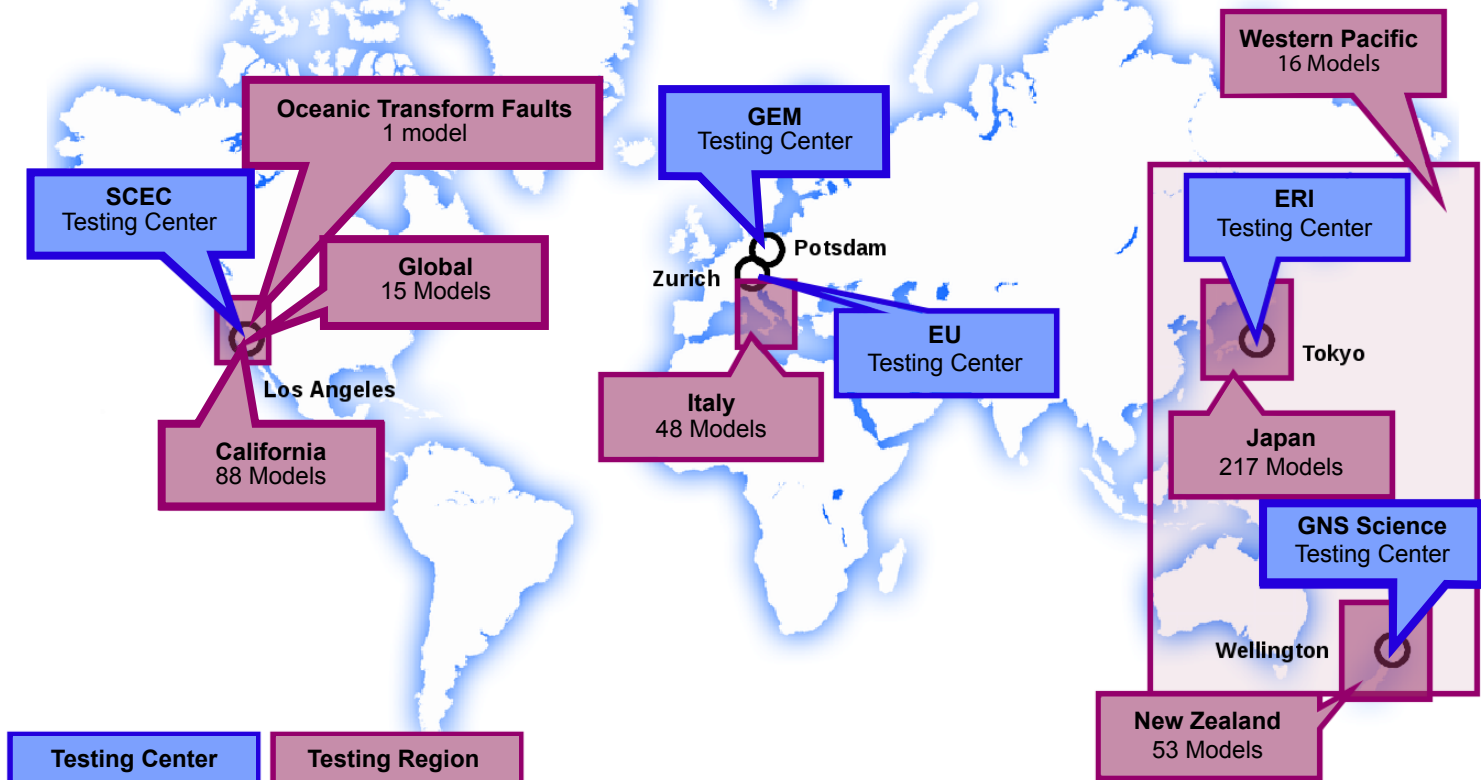 Western Pacific
16 Models
Oceanic Transform Faults
1 model
GEM
Testing Center
SCEC
Testing Center
ERI
Testing Center
Global
15 Models
Potsdam
Zurich
EU
Testing Center
Tokyo
Los Angeles
Italy
48 Models
California
88 Models
Japan
217 Models
GNS Science
Testing Center
Wellington
New Zealand
53 Models
Testing Center
Testing Region